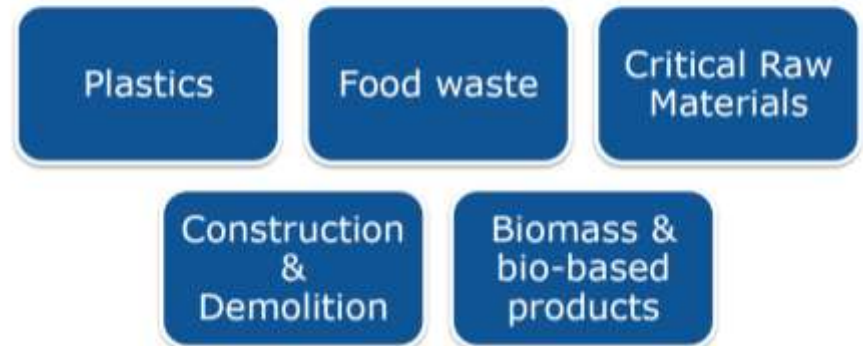 Plastics
Food waste
Critical Raw
Materials
Construction
&
Demolition
Biomass &
bio-based
products